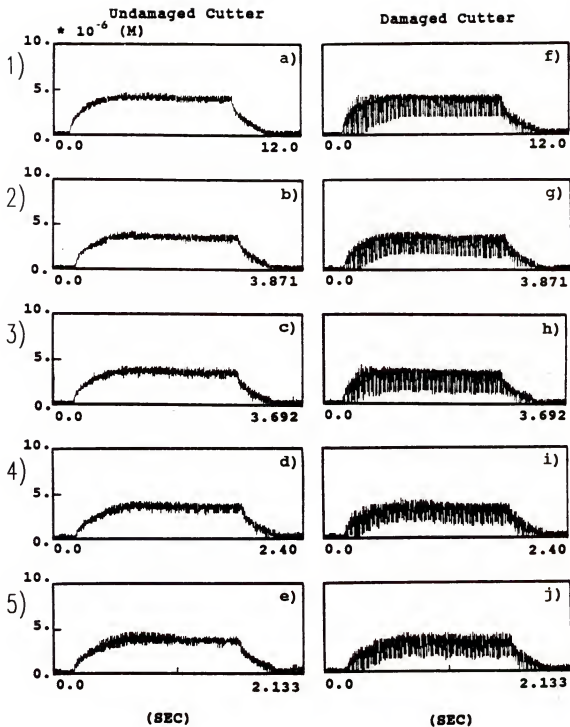 Undamaged Cutter Damaged Cutter
* 10⁻⁶ (M)
1) 10. 5. 0. a) f)
0.0 12.0 0.0 12.0
2) 10. 5. 0. b) g)
0.0 3.871 0.0 3.871
3) 10. 5. 0. c) h)
0.0 3.692 0.0 3.692
4) 10. 5. 0. d) i)
0.0 2.40 0.0 2.40
5) 10. 5. 0. e) j)
0.0 2.133 0.0 2.133
(SEC) (SEC)